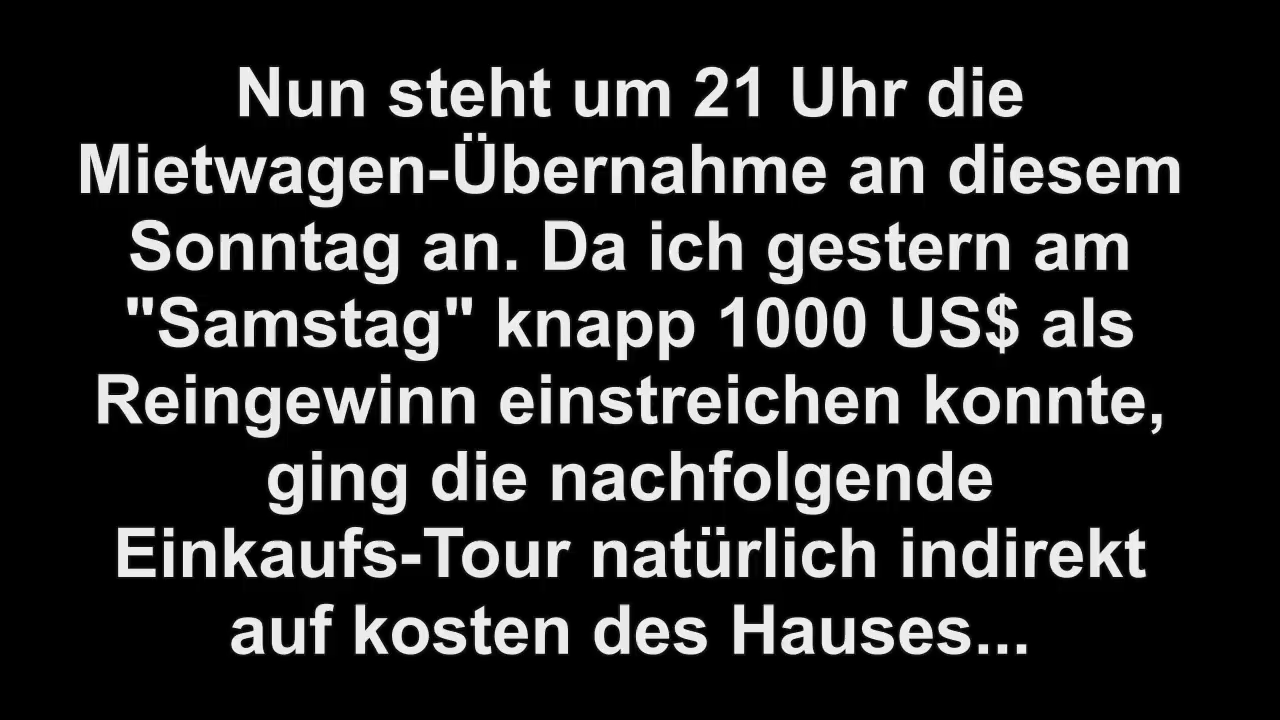 Nun steht um 21 Uhr die
Mietwagen-Übernahme an diesem
Sonntag an. Da ich gestern am
"Samstag" knapp 1000 US$ als
Reingewinn einstreichen konnte,
ging die nachfolgende
Einkaufs-Tour natürlich indirekt
auf kosten des Hauses...